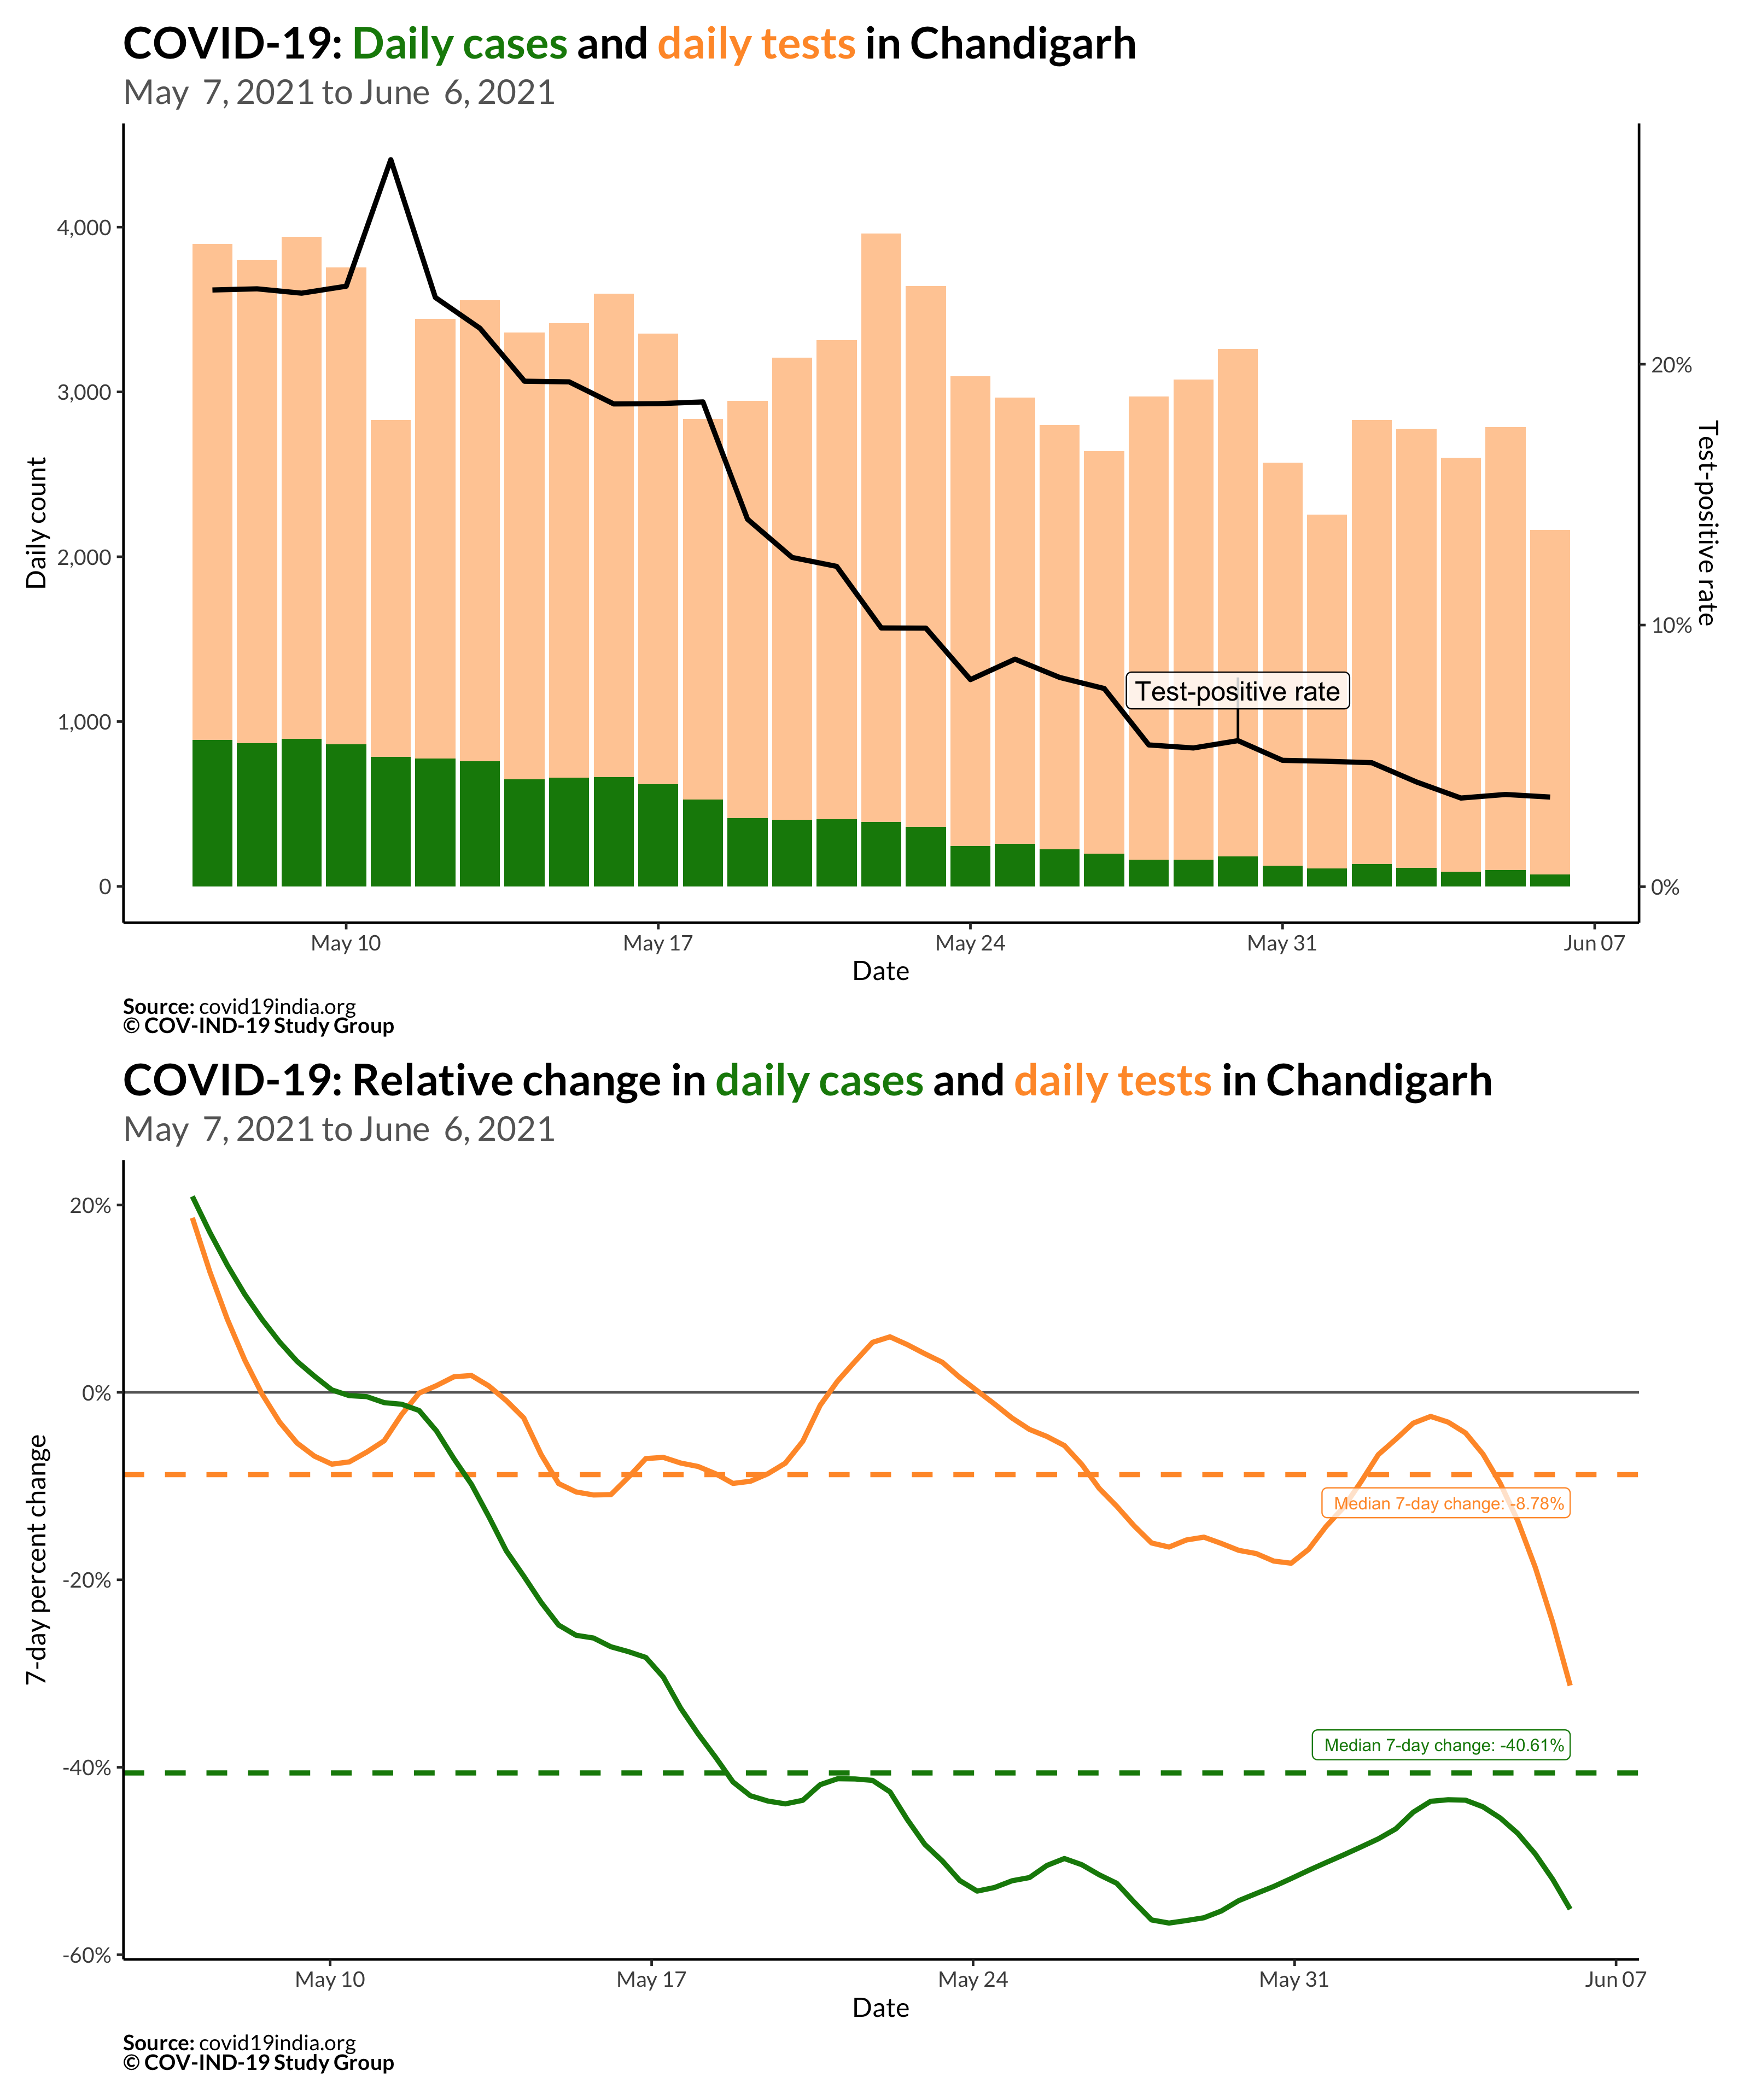 COVID-19: Daily cases and daily tests in Chandigarh
May 7, 2021 to June 6, 2021
4,000
3,000
2,000
1,000
0
Daily count
20%
10%
0%
Test-positive rate
Test-positive rate
May 10
May 17
May 24
May 31
Jun 07
Date
Source: covid19india.org
© COV-IND-19 Study Group
COVID-19: Relative change in daily cases and daily tests in Chandigarh
May 7, 2021 to June 6, 2021
20%
0%
-20%
-40%
-60%
7-day percent change
Median 7-day change: -8.78%
Median 7-day change: -40.61%
May 10
May 17
May 24
May 31
Jun 07
Date
Source: covid19india.org
© COV-IND-19 Study Group